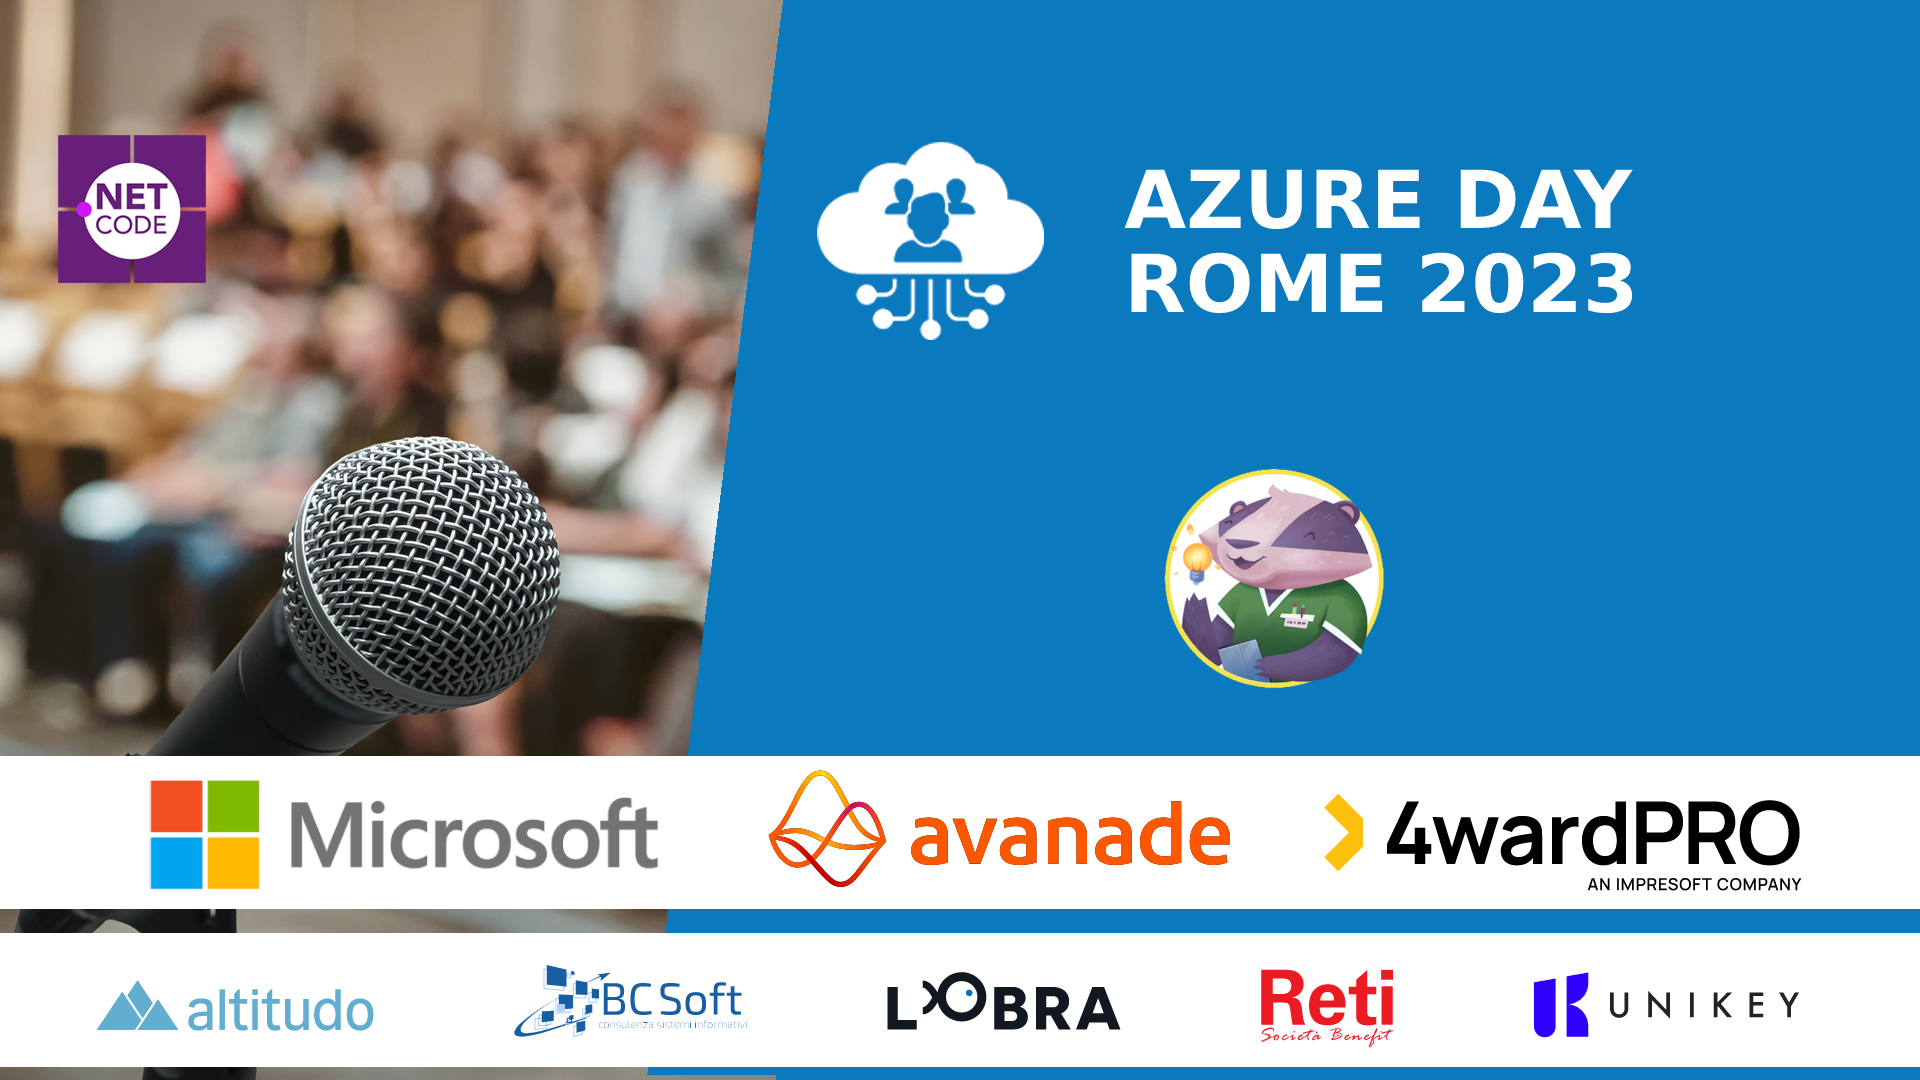 .NET
CODE
AZURE DAY
ROME 2023
Microsoft
avanade
4wardPRO
AN IMPRESOFT COMPANY
altitudo
BCSoft
consulenza sistemi informativi
LOBRA
Reti
Società Benefit
UNIKEY